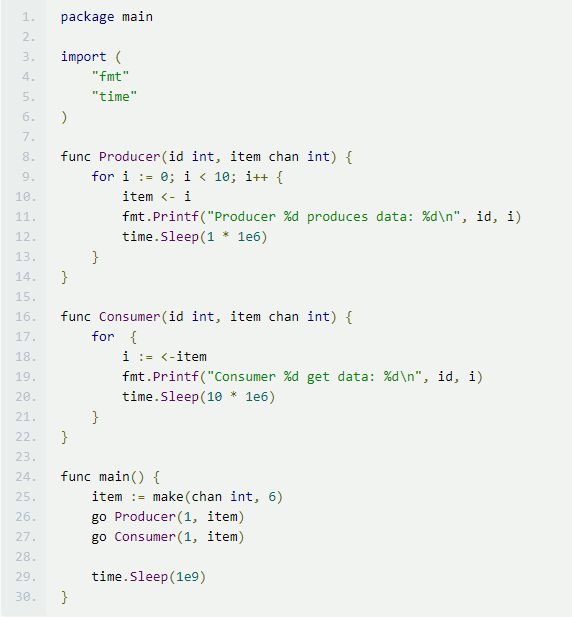 1. package main
2.
3. import (
4.     "fmt"
5.     "time"
6. )
7.
8. func Producer(id int, item chan int) {
9.     for i := 0; i < 10; i++ {
10.         item <- i
11.         fmt.Printf("Producer %d produces data: %d\n", id, i)
12.         time.Sleep(1 * 1e6)
13.     }
14. }
15.
16. func Consumer(id int, item chan int) {
17.     for  {
18.         i := <-item
19.         fmt.Printf("Consumer %d get data: %d\n", id, i)
20.         time.Sleep(10 * 1e6)
21.     }
22. }
23.
24. func main() {
25.     item := make(chan int, 6)
26.     go Producer(1, item)
27.     go Consumer(1, item)
28.
29.     time.Sleep(1e9)
30. }